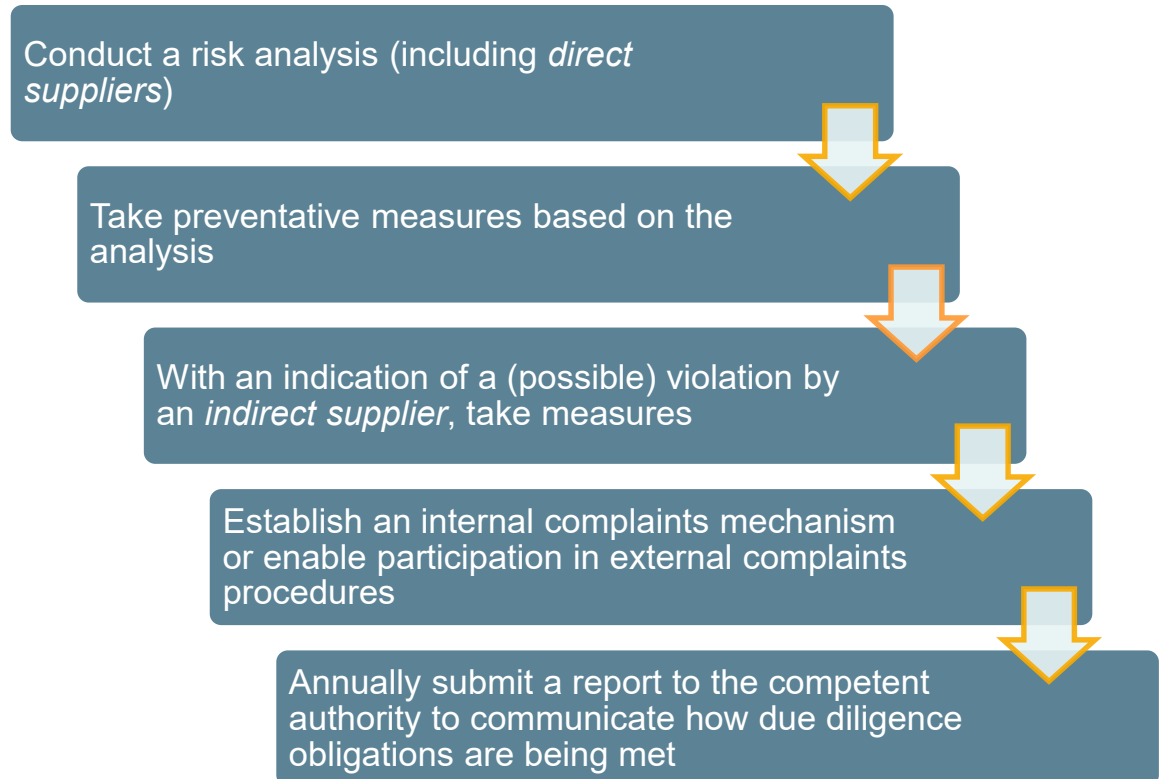 Conduct a risk analysis (including direct
suppliers)
Take preventative measures based on the
analysis
With an indication of a (possible) violation by
an indirect supplier, take measures
Establish an internal complaints mechanism
or enable participation in external complaints
procedures
Annually submit a report to the competent
authority to communicate how due diligence
obligations are being met